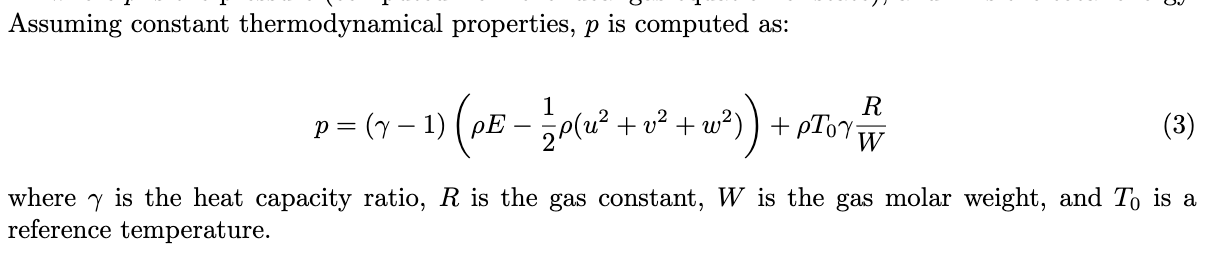 Assuming constant thermodynamical properties, p is computed as:
p = (γ − 1) (ρE − 1/2 ρ(u² + v² + w²)) + ρT₀γ R/W (3)
where γ is the heat capacity ratio, R is the gas constant, W is the gas molar weight, and T₀ is a
reference temperature.